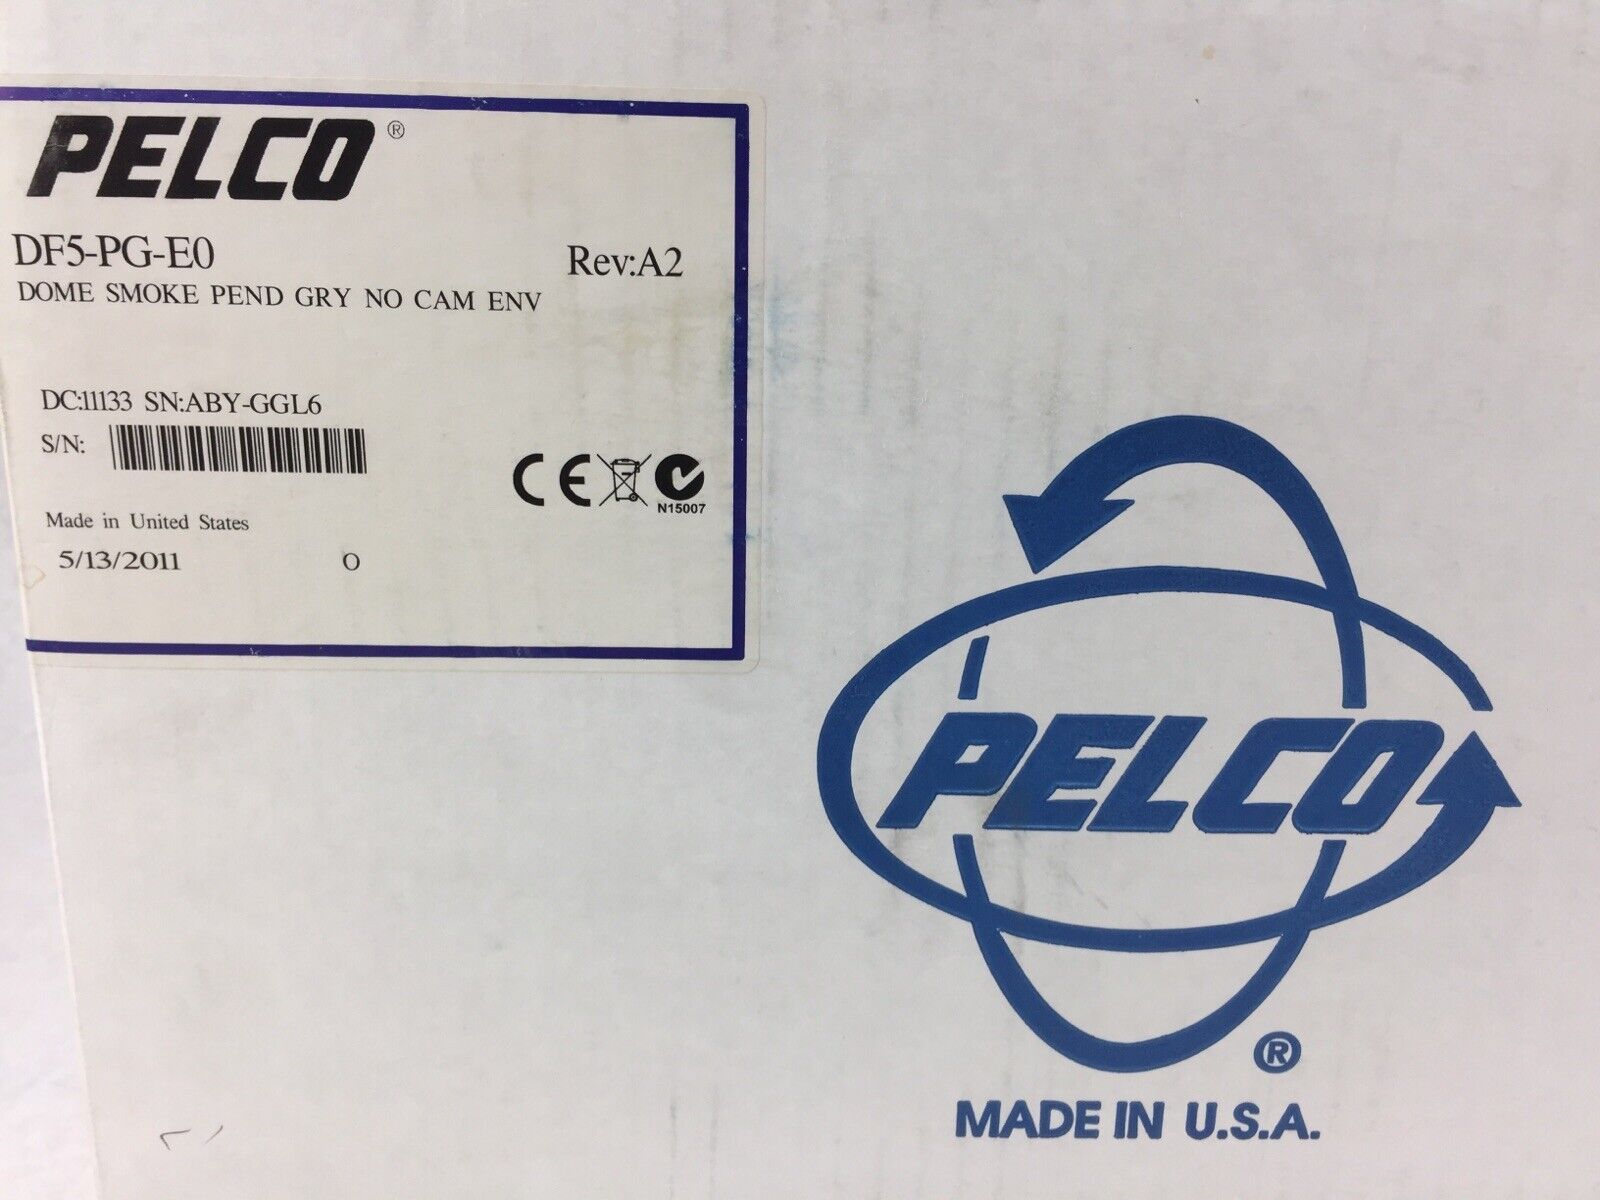 PELCO®
DF5-PG-E0
Rev:A2
DOME SMOKE PEND GRY NO CAM ENV
DC:11133 SN:ABY-GGL6
S/N:
CE
N15007
Made in United States
5/13/2011 0
PELCO
®
MADE IN U.S.A.